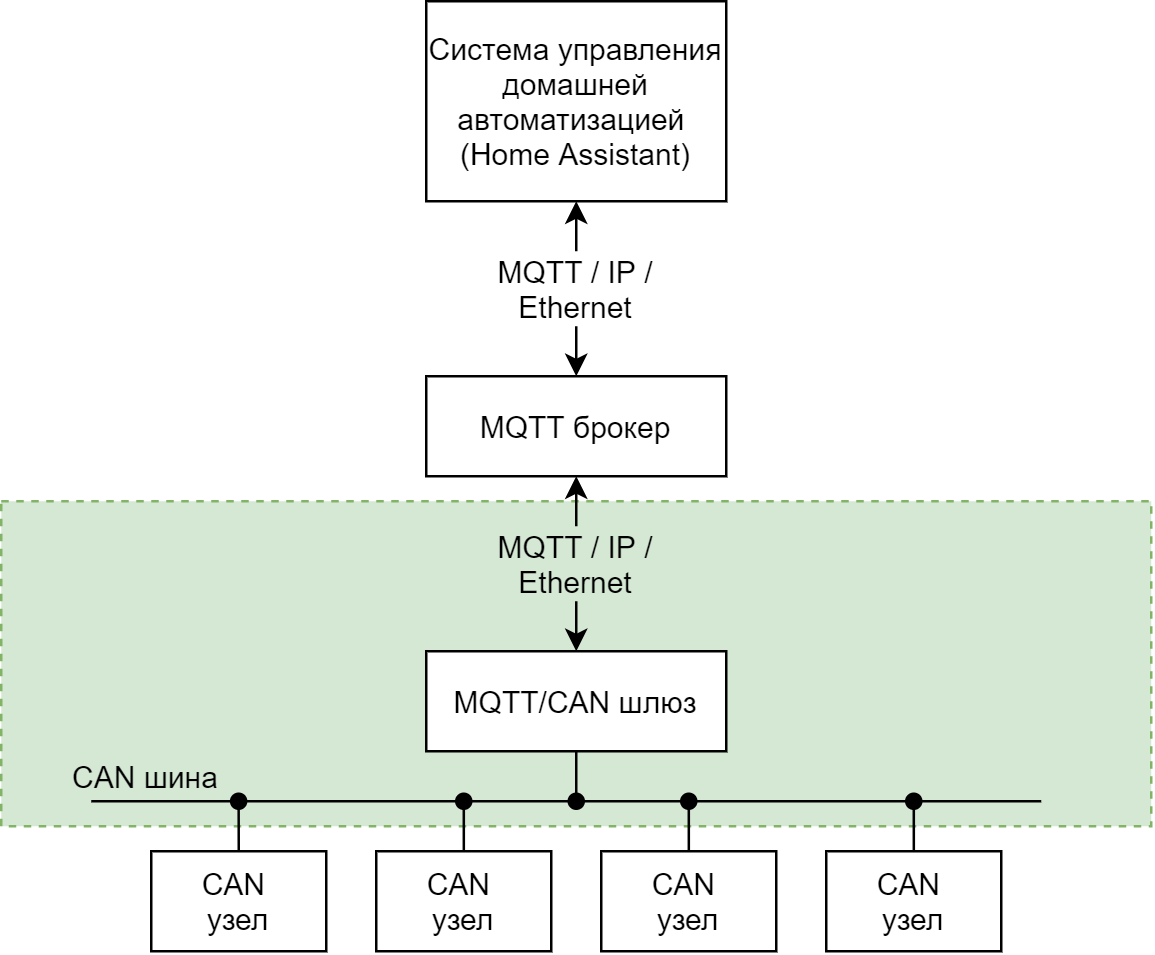 Система управления
домашней
автоматизацией
(Home Assistant)
MQTT / IP /
Ethernet
MQTT брокер
MQTT / IP /
Ethernet
MQTT/CAN шлюз
CAN шина
CAN
узел
CAN
узел
CAN
узел
CAN
узел